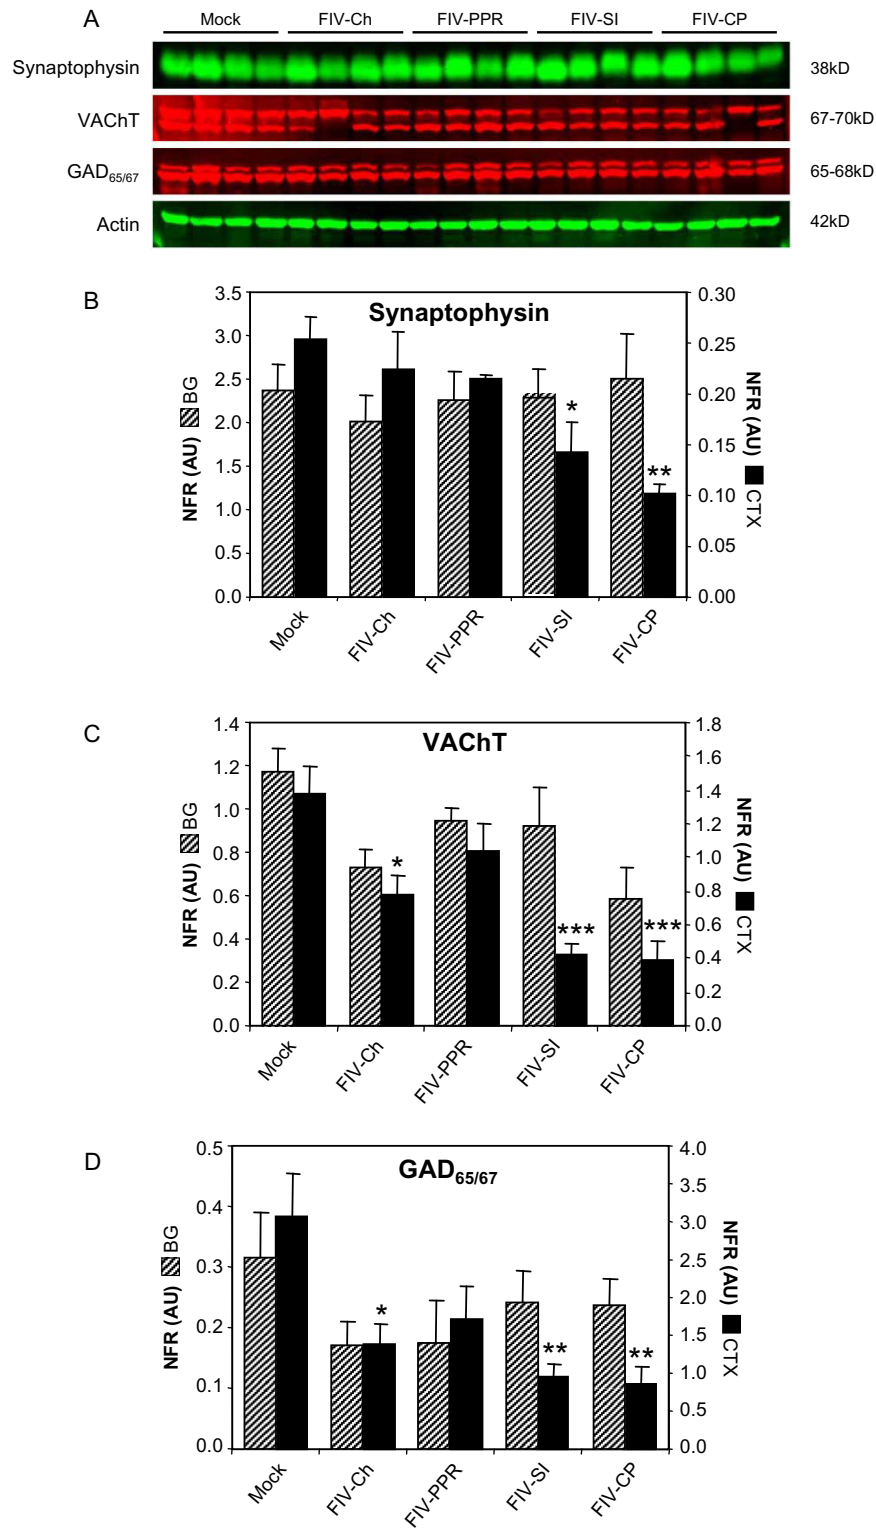 A
Mock FIV-Ch FIV-PPR FIV-SI FIV-CP
Synaptophysin 38kD
VAChT 67-70kD
GAD65/67 65-68kD
Actin 42kD
B
Synaptophysin
3.5 0.30
3.0 0.25
2.5 0.20
2.0 0.15
1.5 0.10
1.0 0.05
0.5 0.00
0.0
NFR (AU) BG
NFR (AU) CTX
*
**
Mock FIV-Ch FIV-PPR FIV-SI FIV-CP
C
VAChT
1.4 1.8
1.2 1.6
1.0 1.4
0.8 1.2
0.6 1.0
0.4 0.8
0.2 0.6
0.0 0.4
0.2
0.0
NFR (AU) BG
NFR (AU) CTX
*
*** ***
Mock FIV-Ch FIV-PPR FIV-SI FIV-CP
D
GAD65/67
0.5 4.0
0.4 3.5
0.3 3.0
0.2 2.5
0.1 2.0
0.0 1.5
1.0
0.5
0.0
NFR (AU) BG
NFR (AU) CTX
*
** **
Mock FIV-Ch FIV-PPR FIV-SI FIV-CP